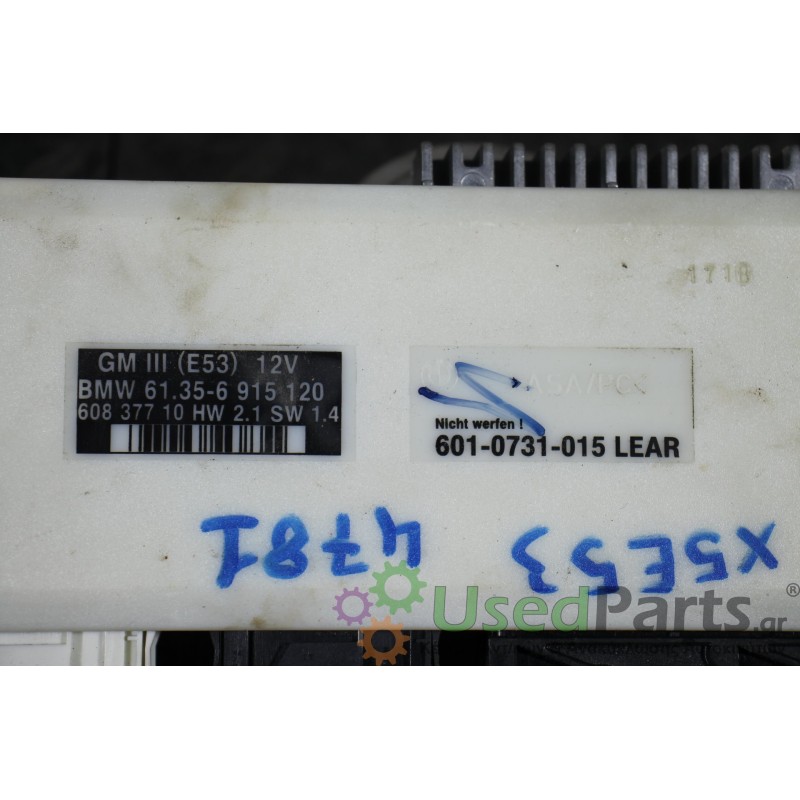 1718
GM III (E53) 12V
BMW 61.35-6 915 120
608 377 10 HW 2.1 SW 1.4
Nicht werfen !
601-0731-015 LEAR
X5E53
4781
UsedParts.gr
®